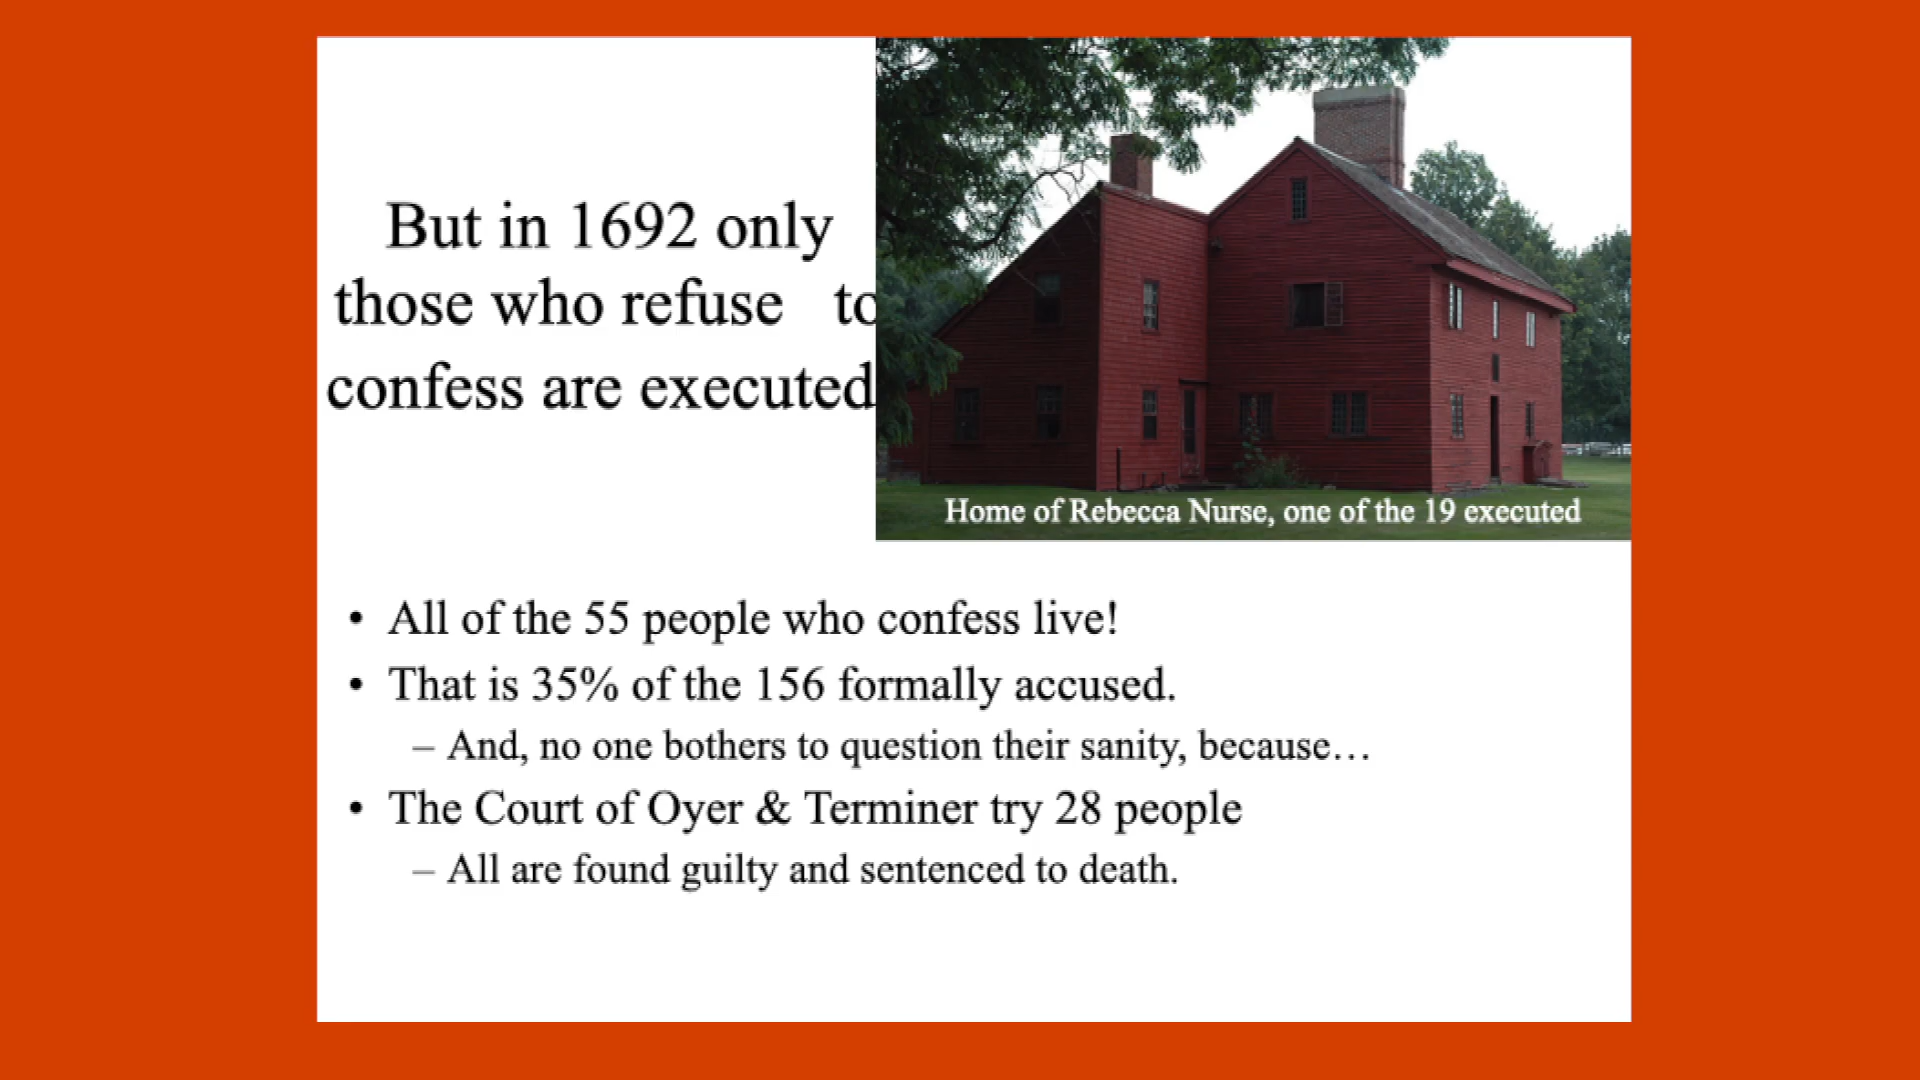 But in 1692 only
those who refuse to
confess are executed
Home of Rebecca Nurse, one of the 19 executed
• All of the 55 people who confess live!
• That is 35% of the 156 formally accused.
– And, no one bothers to question their sanity, because…
• The Court of Oyer & Terminer try 28 people
– All are found guilty and sentenced to death.